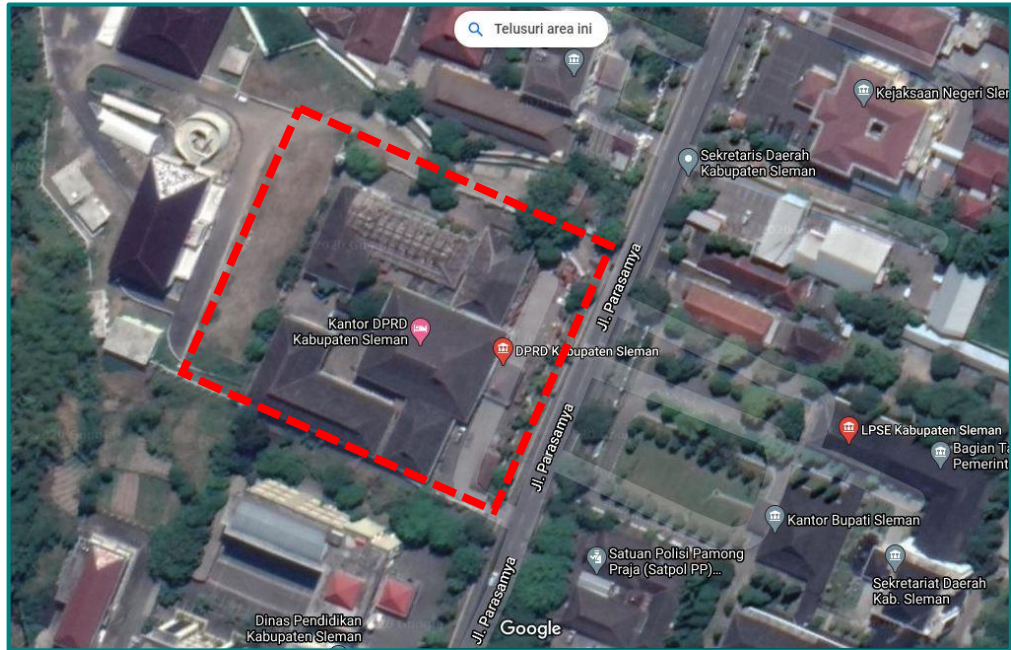 Telusuri area ini
Kejaksaan Negeri Slem
Sekretaris Daerah
Kabupaten Sleman
Jl. Parasamya
Kantor DPRD
Kabupaten Sleman
DPRD Kabupaten Sleman
Jl. Parasamya
LPSE Kabupaten Sleman
Bagian Ta
Pemerint
Kantor Bupati Sleman
Satuan Polisi Pamong
Praja (Satpol PP)...
Sekretariat Daerah
Kab. Sleman
Jl. Parasamya
Dinas Pendidikan
Kabupaten Sleman
Google